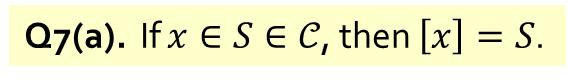 Q7(a). If x ∈ S ∈ 𝒞, then [x] = S.